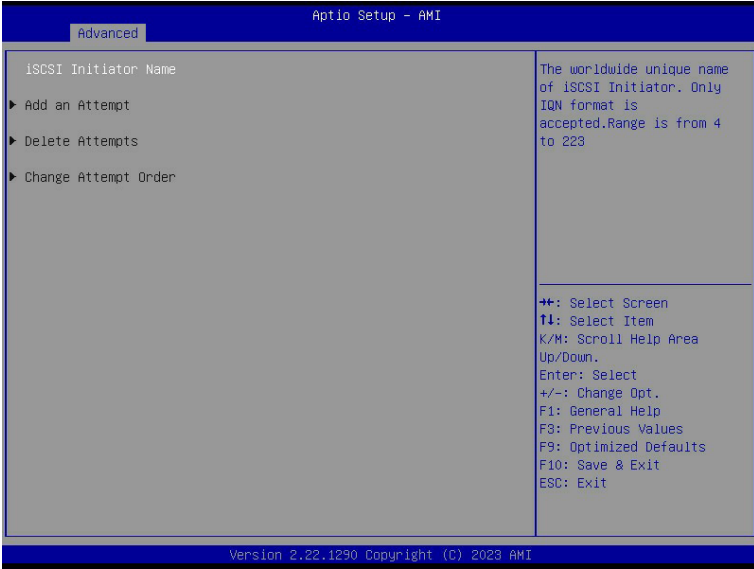 Aptio Setup – AMI
Advanced
iSCSI Initiator Name
▶ Add an Attempt
▶ Delete Attempts
▶ Change Attempt Order
The worldwide unique name
of iSCSI Initiator. Only
IQN format is
accepted.Range is from 4
to 223
→←: Select Screen
↑↓: Select Item
K/M: Scroll Help Area
Up/Down.
Enter: Select
+/-: Change Opt.
F1: General Help
F3: Previous Values
F9: Optimized Defaults
F10: Save & Exit
ESC: Exit
Version 2.22.1290 Copyright (C) 2023 AMI